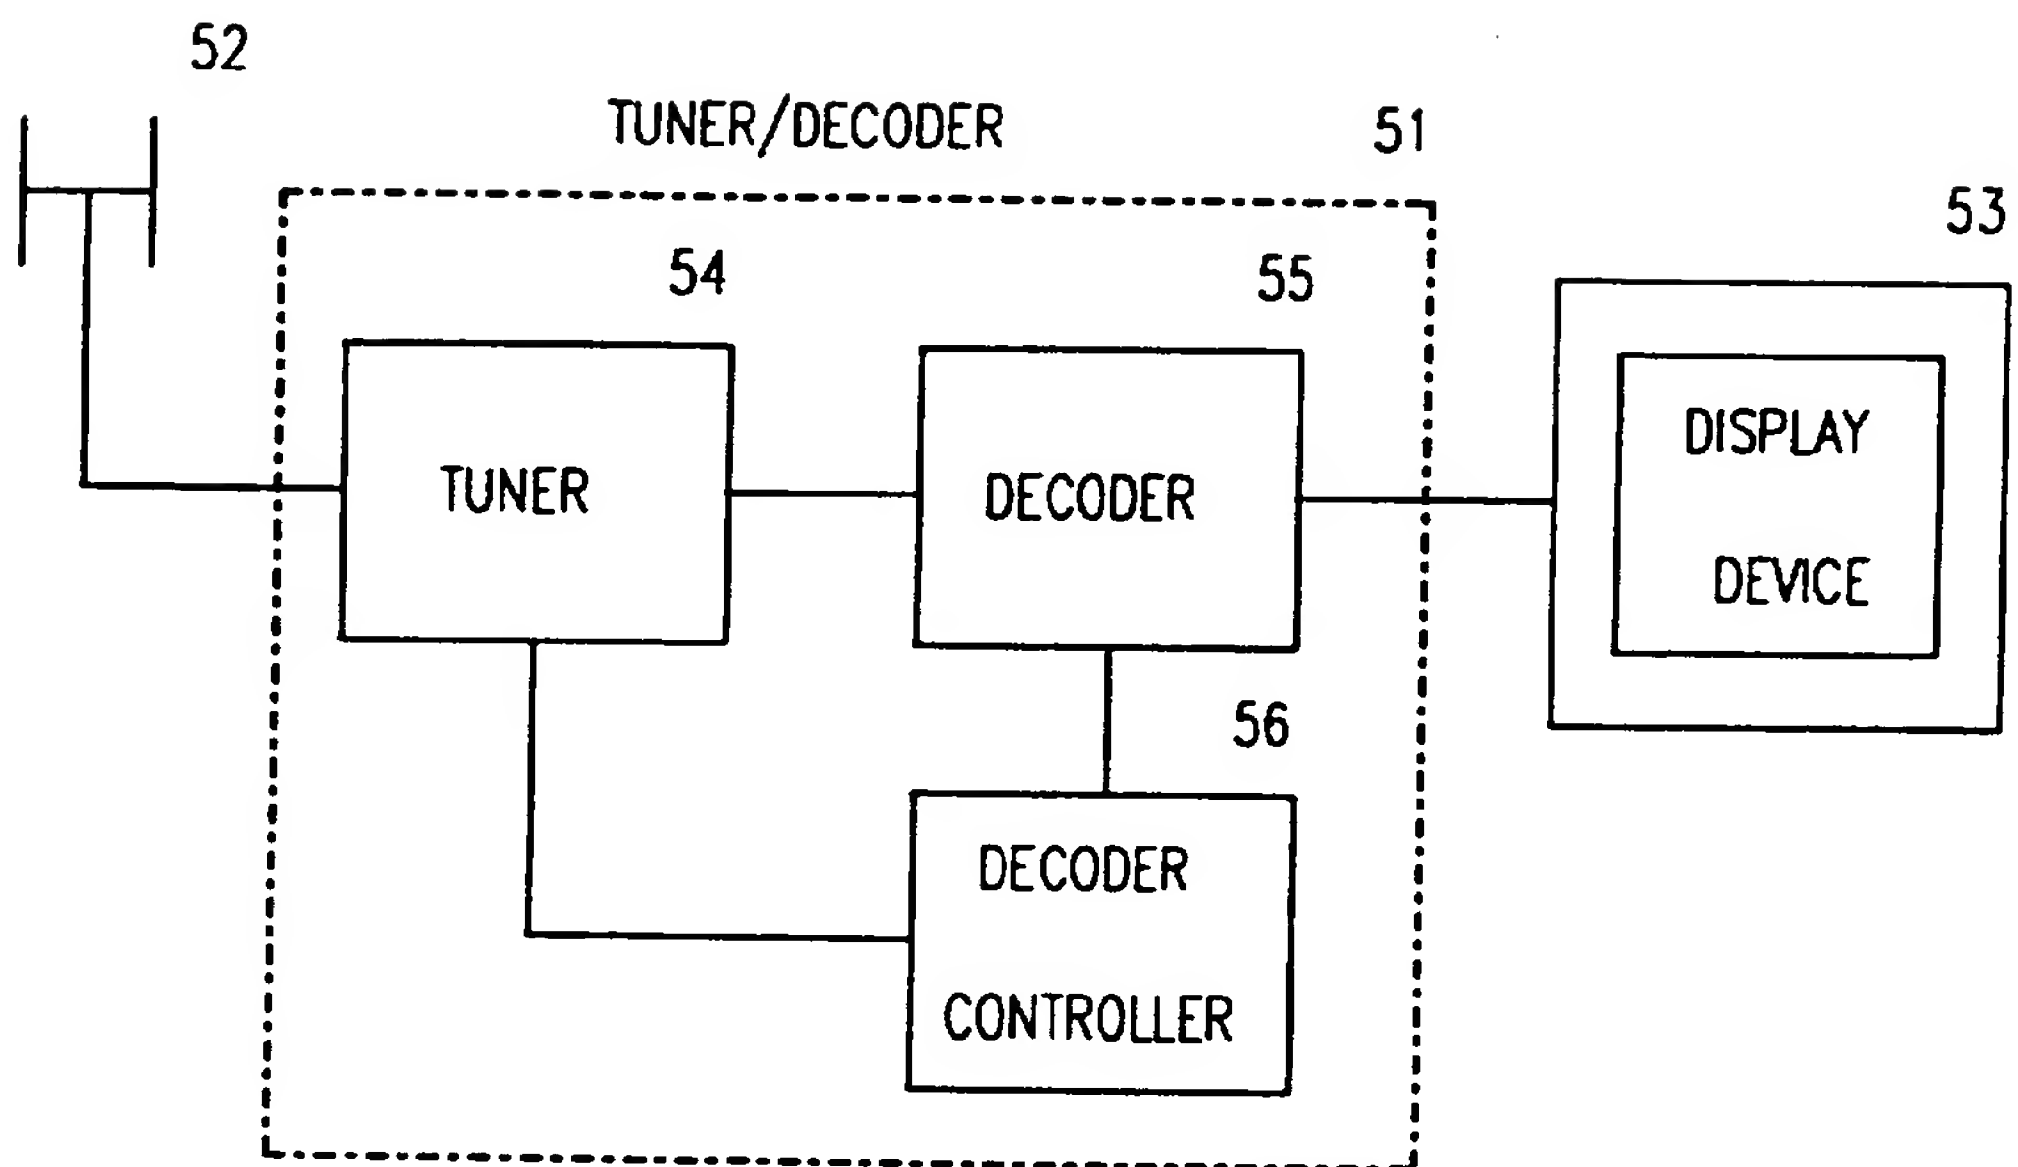 52
TUNER/DECODER
51
53
54
55
TUNER
DECODER
DISPLAY
DEVICE
56
DECODER
CONTROLLER